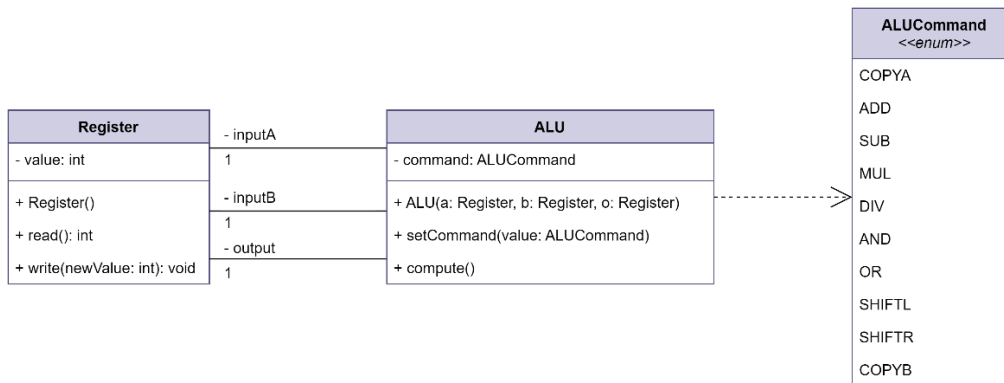 Register
- value: int
+ Register()
+ read(): int
+ write(newValue: int): void
- inputA
1
- inputB
1
- output
1
ALU
- command: ALUCommand
+ ALU(a: Register, b: Register, o: Register)
+ setCommand(value: ALUCommand)
+ compute()
ALUCommand
<<enum>>
COPYA
ADD
SUB
MUL
DIV
AND
OR
SHIFTL
SHIFTR
COPYB